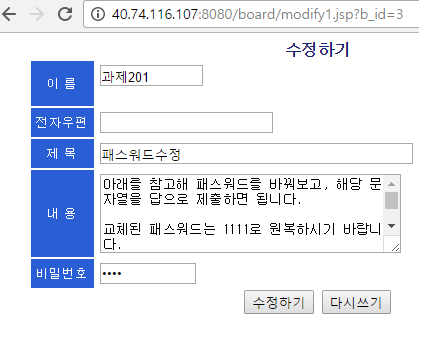 40.74.116.107:8080/board/modify1.jsp?b_id=3
수정하기
이 름
과제201
전자우편
제 목
패스워드수정
내 용
아래를 참고해 패스워드를 바꿔보고, 해당 문
자열을 답으로 제출하면 됩니다.
교체된 패스워드는 1111로 원복하시기 바랍니
다.
비밀번호
••••
수정하기
다시쓰기